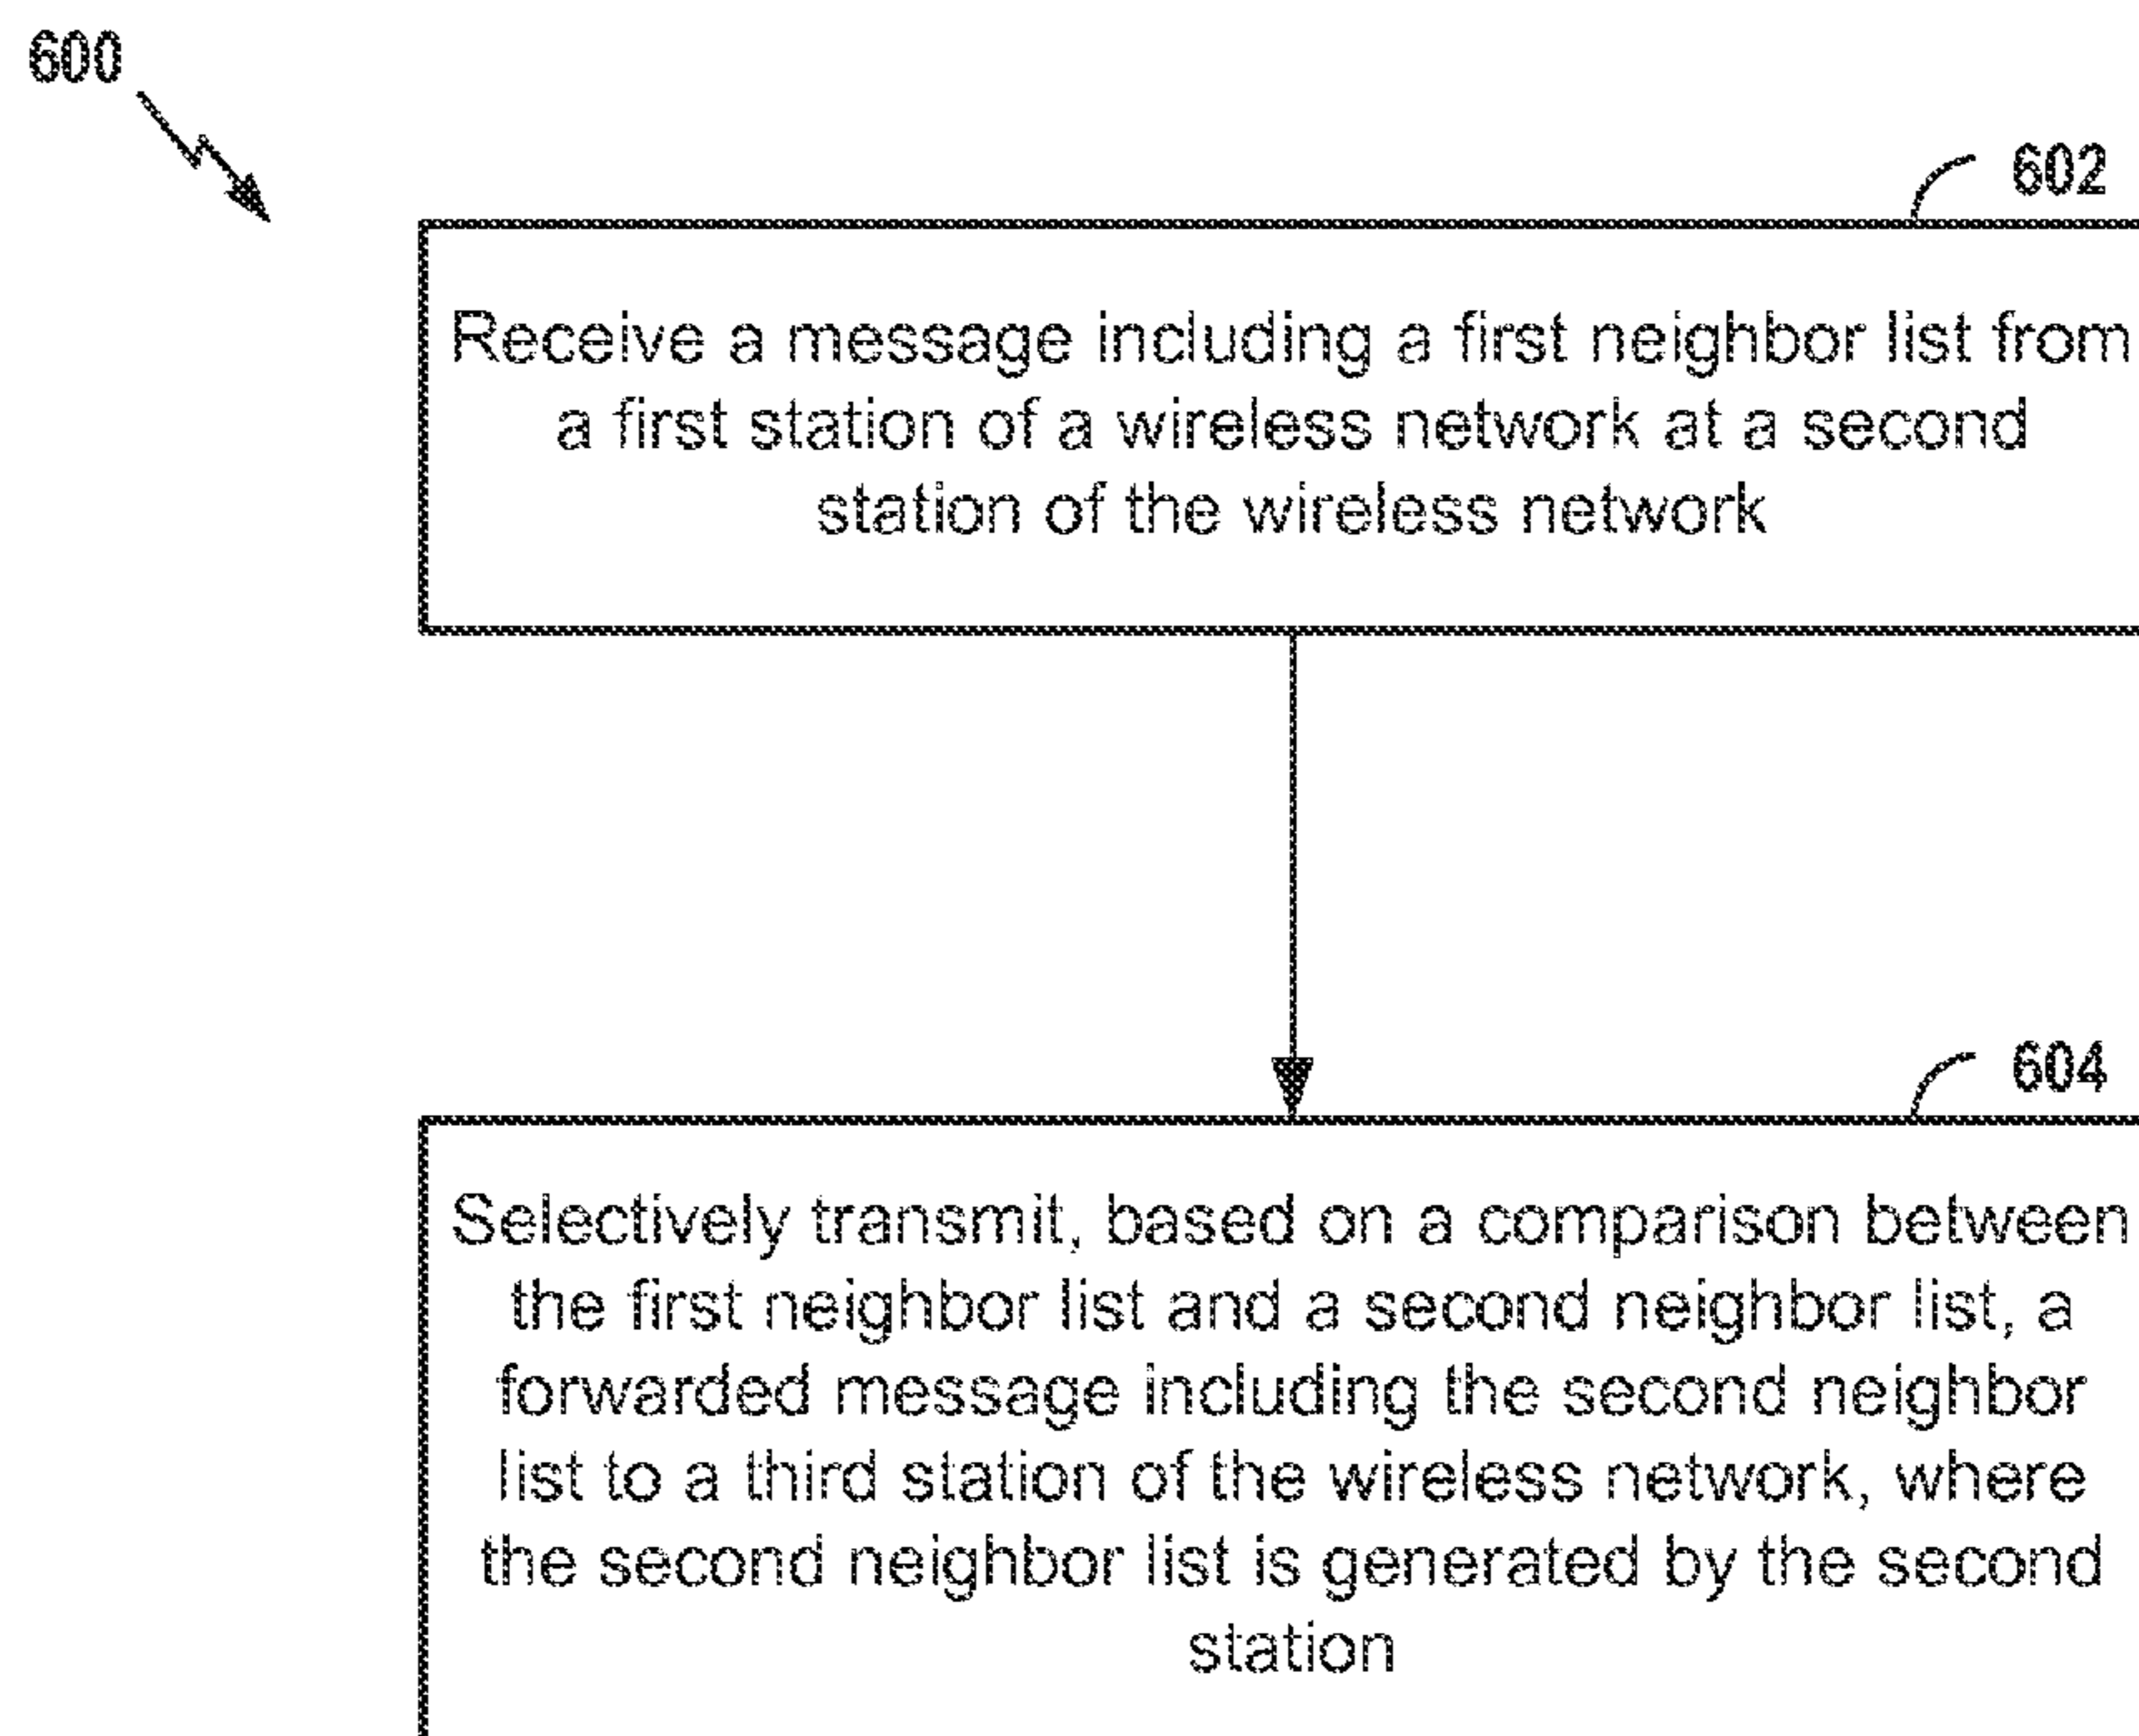 600
602
Receive a message including a first neighbor list from
a first station of a wireless network at a second
station of the wireless network
604
Selectively transmit, based on a comparison between
the first neighbor list and a second neighbor list, a
forwarded message including the second neighbor
list to a third station of the wireless network, where
the second neighbor list is generated by the second
station